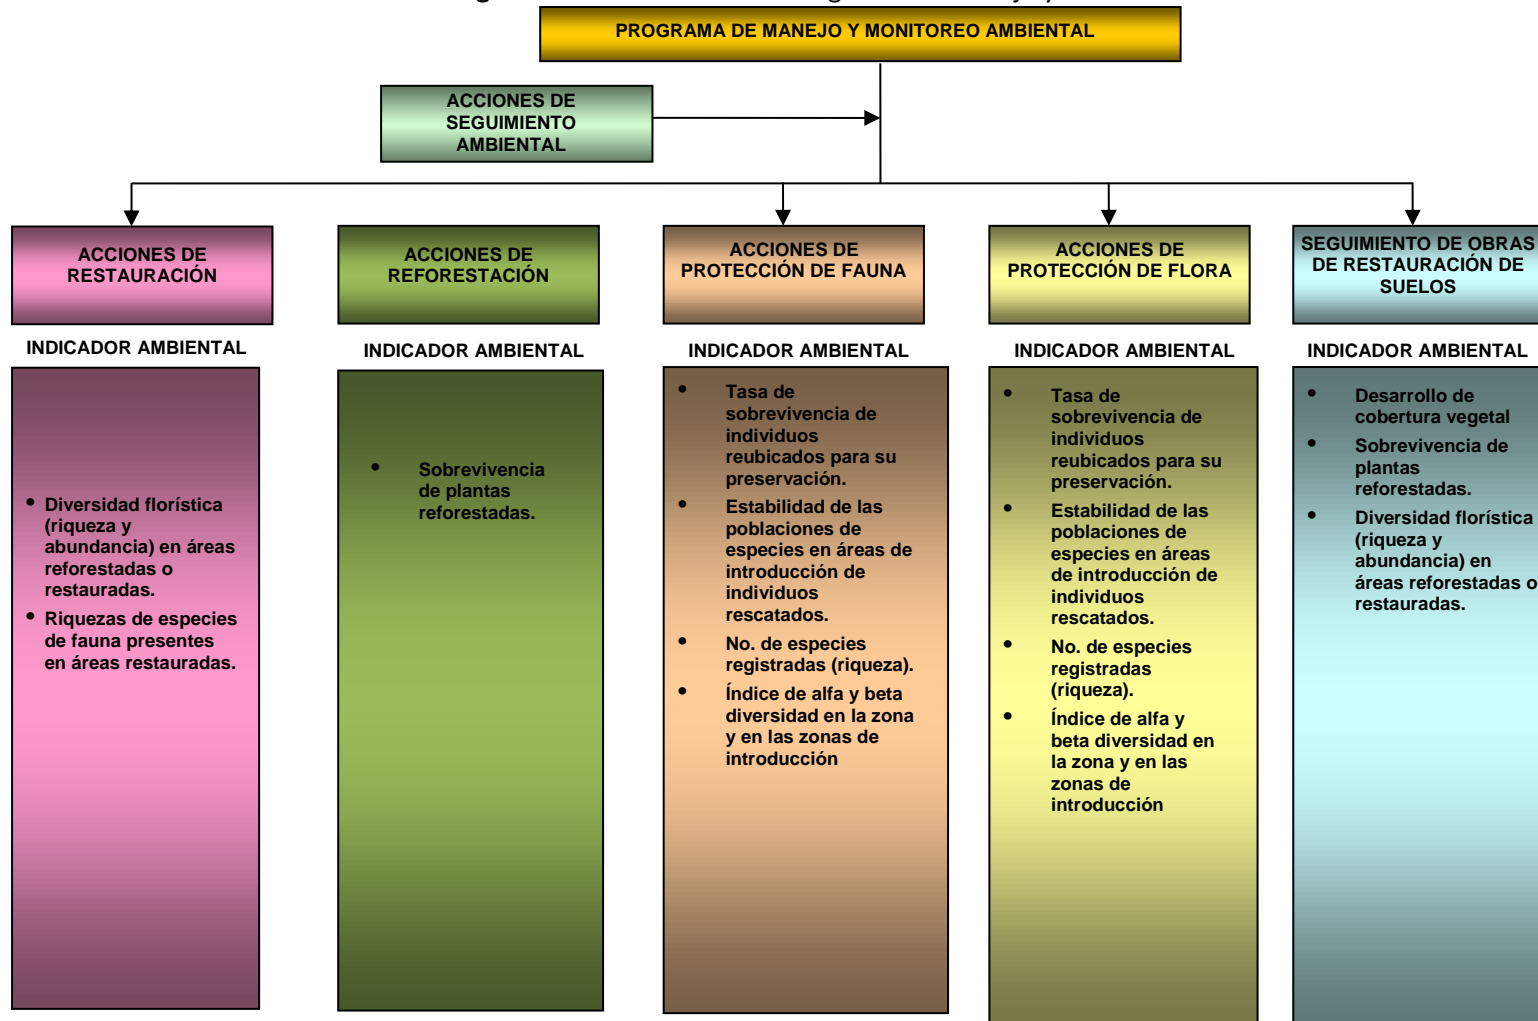 PROGRAMA DE MANEJO Y MONITOREO AMBIENTAL
ACCIONES DE
SEGUIMIENTO
AMBIENTAL
ACCIONES DE
RESTAURACIÓN
ACCIONES DE
REFORESTACIÓN
ACCIONES DE
PROTECCIÓN DE FAUNA
ACCIONES DE
PROTECCIÓN DE FLORA
SEGUIMIENTO DE OBRAS
DE RESTAURACIÓN DE
SUELOS
INDICADOR AMBIENTAL
• Diversidad florística
(riqueza y
abundancia) en áreas
reforestadas o
restauradas.
• Riquezas de especies
de fauna presentes
en áreas restauradas.
INDICADOR AMBIENTAL
• Sobrevivencia
de plantas
reforestadas.
INDICADOR AMBIENTAL
• Tasa de
sobrevivencia de
individuos
reubicados para su
preservación.
• Estabilidad de las
poblaciones de
especies en áreas de
introducción de
individuos
rescatados.
• No. de especies
registradas (riqueza).
• Índice de alfa y beta
diversidad en la zona
y en las zonas de
introducción
INDICADOR AMBIENTAL
• Tasa de
sobrevivencia de
individuos
reubicados para su
preservación.
• Estabilidad de las
poblaciones de
especies en áreas
de introducción de
individuos
rescatados.
• No. de especies
registradas
(riqueza).
• Índice de alfa y
beta diversidad en
la zona y en las
zonas de
introducción
INDICADOR AMBIENTAL
• Desarrollo de
cobertura vegetal
• Sobrevivencia de
plantas
reforestadas.
• Diversidad florística
(riqueza y
abundancia) en
áreas reforestadas o
restauradas.